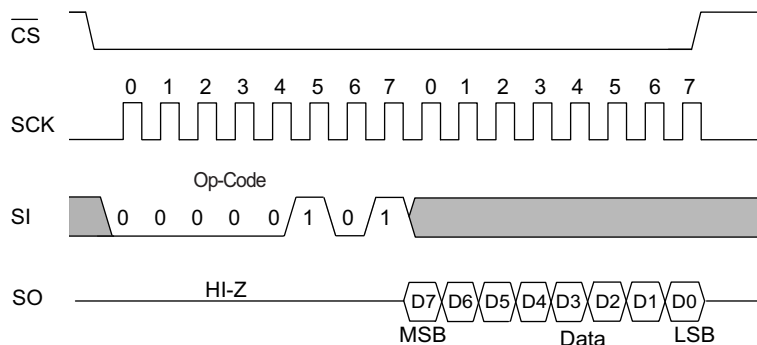 CS
0 1 2 3 4 5 6 7 0 1 2 3 4 5 6 7
SCK
Op-Code
SI 0 0 0 0 0 1 0 1
HI-Z
SO D7 D6 D5 D4 D3 D2 D1 D0
MSB Data LSB